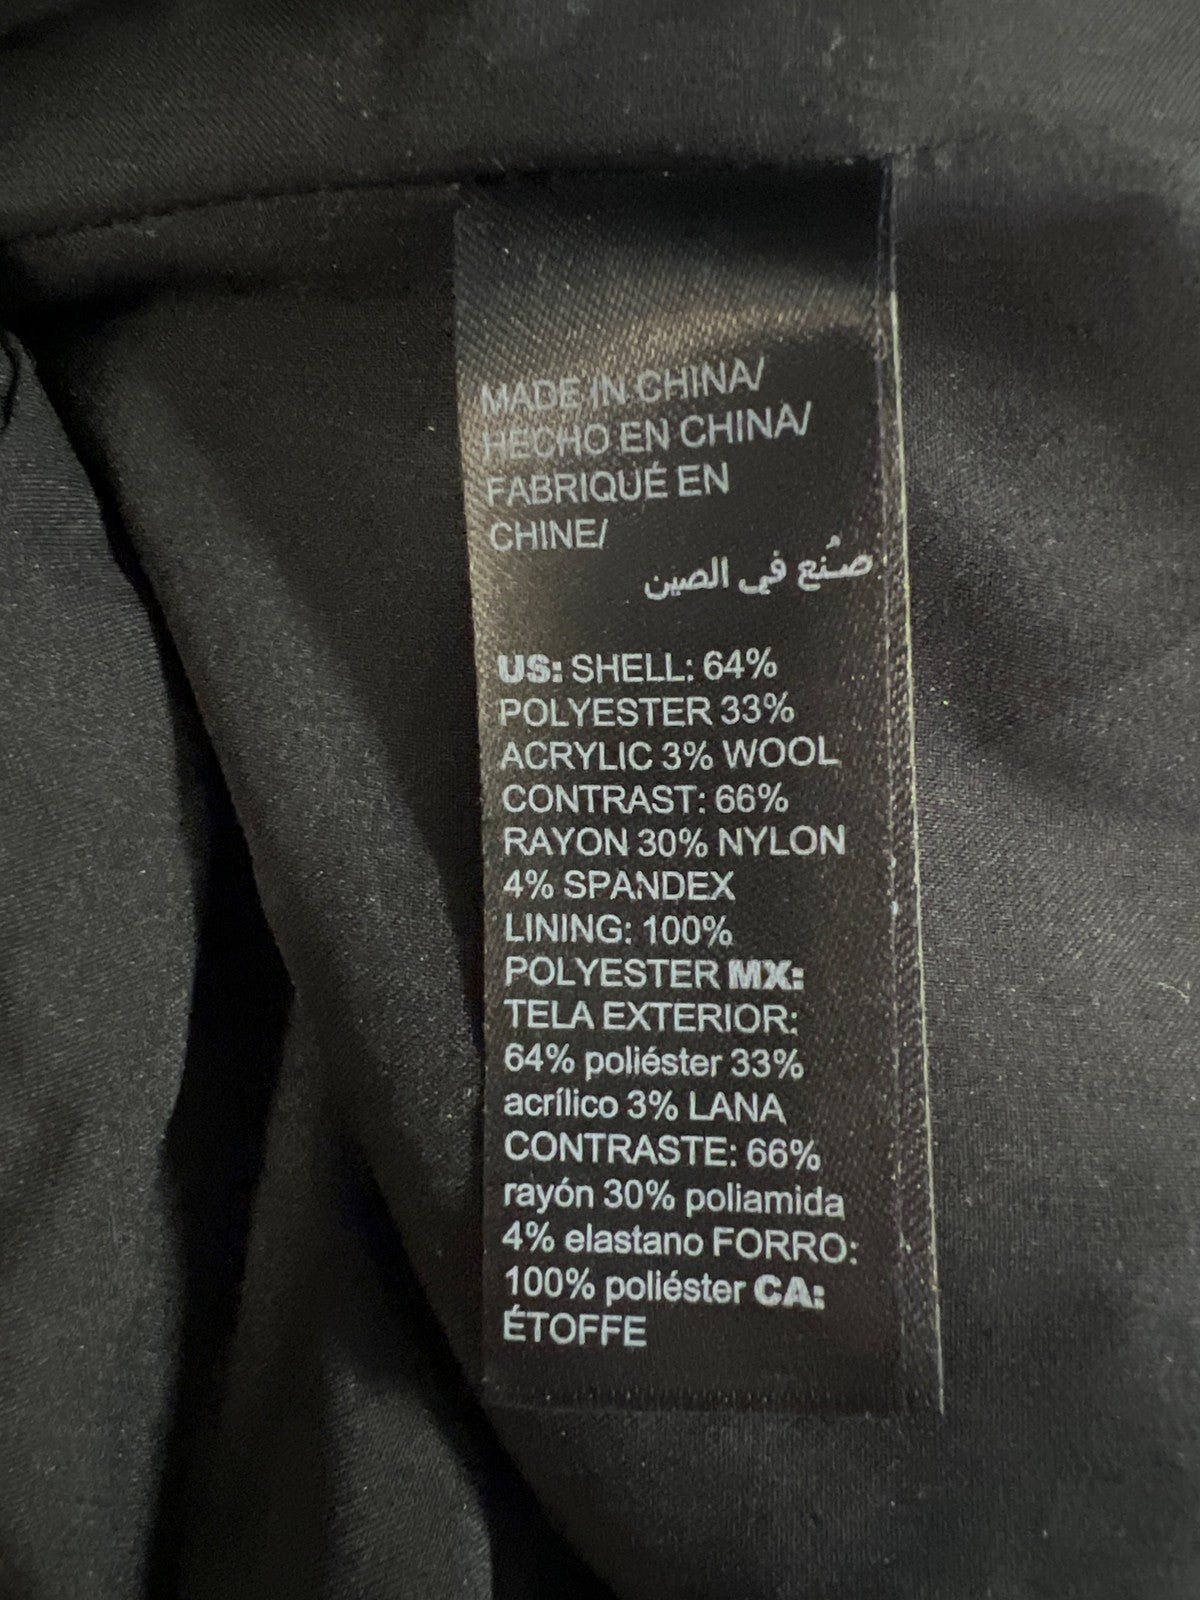 MADE IN CHINA/
HECHO EN CHINA/
FABRIQUÉ EN
CHINE/
صُنع في الصين
US: SHELL: 64%
POLYESTER 33%
ACRYLIC 3% WOOL
CONTRAST: 66%
RAYON 30% NYLON
4% SPANDEX
LINING: 100%
POLYESTER MX:
TELA EXTERIOR:
64% poliéster 33%
acrílico 3% LANA
CONTRASTE: 66%
rayón 30% poliamida
4% elastano FORRO:
100% poliéster CA:
ÉTOFFE